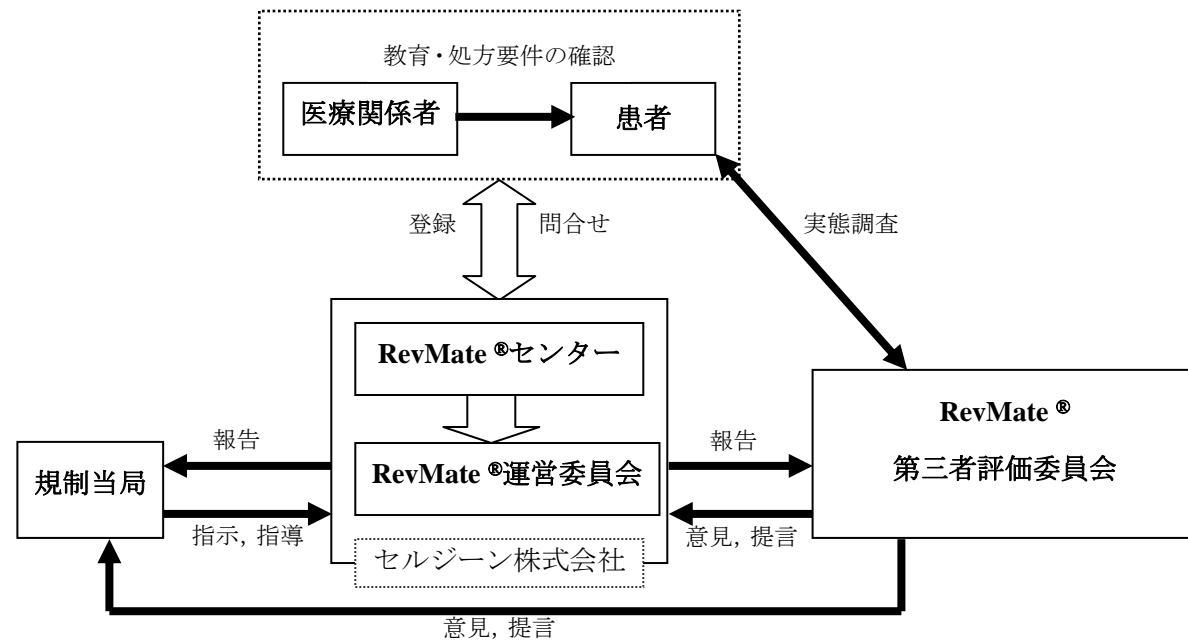 教育・処方要件の確認
医療関係者
患者
登録
問合せ
実態調査
RevMate ®センター
RevMate ®
第三者評価委員会
報告
報告
規制当局
RevMate ®運営委員会
指示, 指導
意見, 提言
セルジーン株式会社
意見, 提言